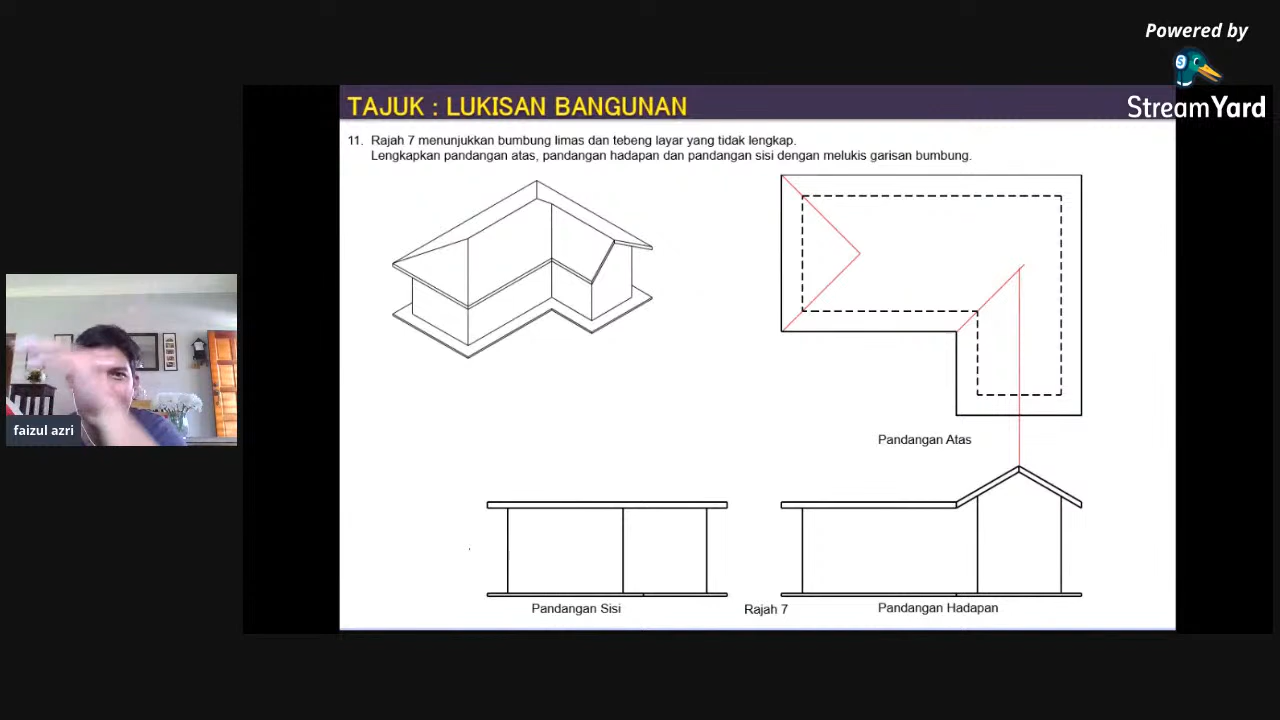 Powered by
StreamYard
TAJUK : LUKISAN BANGUNAN
11. Rajah 7 menunjukkan bumbung limas dan tebeng layar yang tidak lengkap.
Lengkapkan pandangan atas, pandangan hadapan dan pandangan sisi dengan melukis garisan bumbung.
faizul azri
Pandangan Atas
Pandangan Sisi
Rajah 7
Pandangan Hadapan